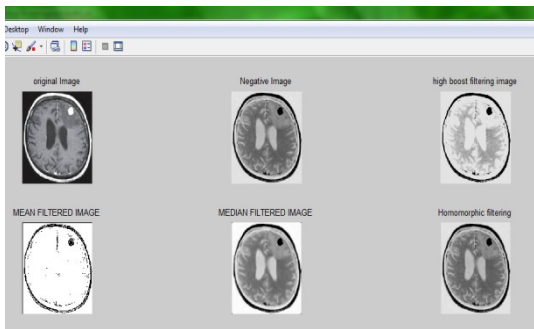 Desktop Window Help
original Image
Negative Image
high boost filtering image
MEAN FILTERED IMAGE
MEDIAN FILTERED IMAGE
Homomorphic filtering